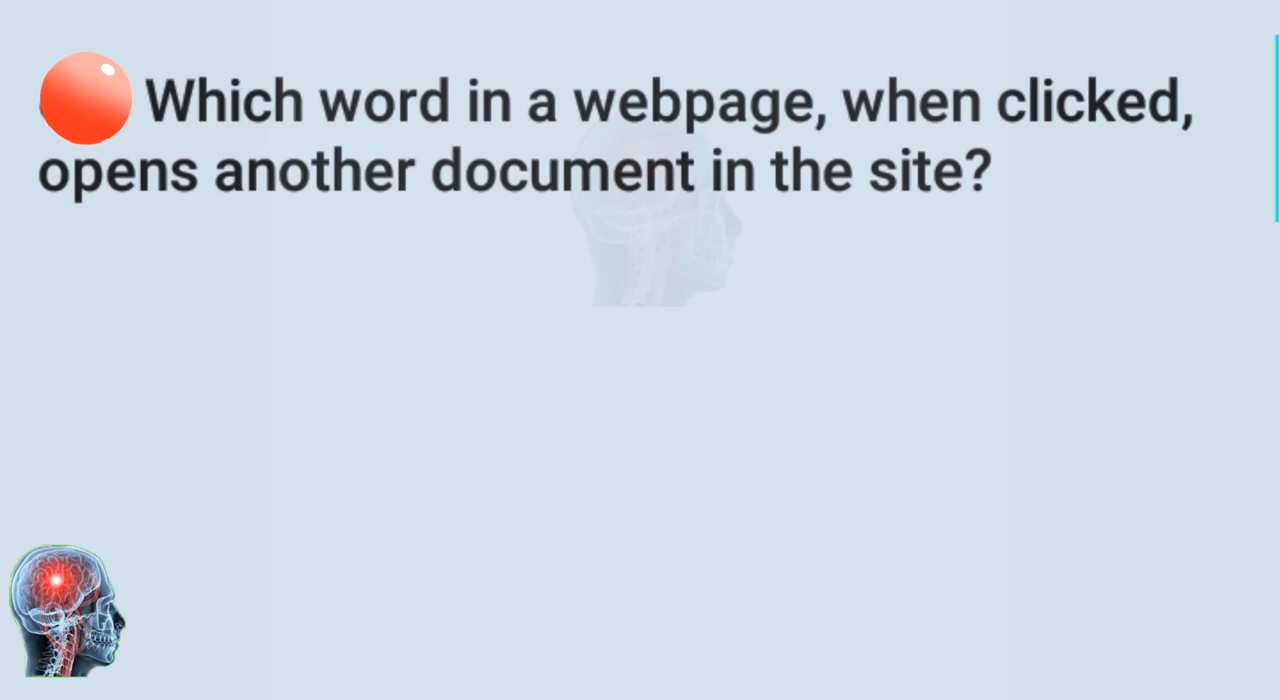 Which word in a webpage, when clicked,
opens another document in the site?